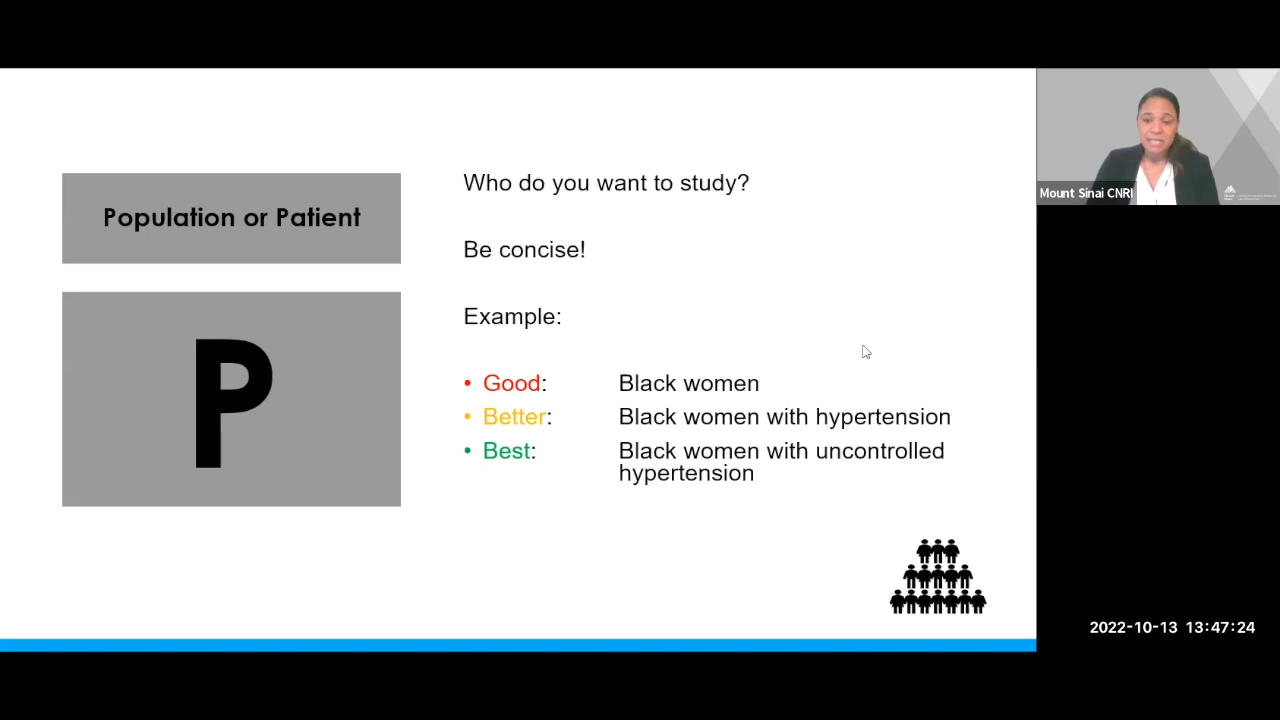 Population or Patient
P
Who do you want to study?
Be concise!
Example:
• Good: Black women
• Better: Black women with hypertension
• Best: Black women with uncontrolled
hypertension
Mount Sinai CNRI
2022-10-13 13:47:24